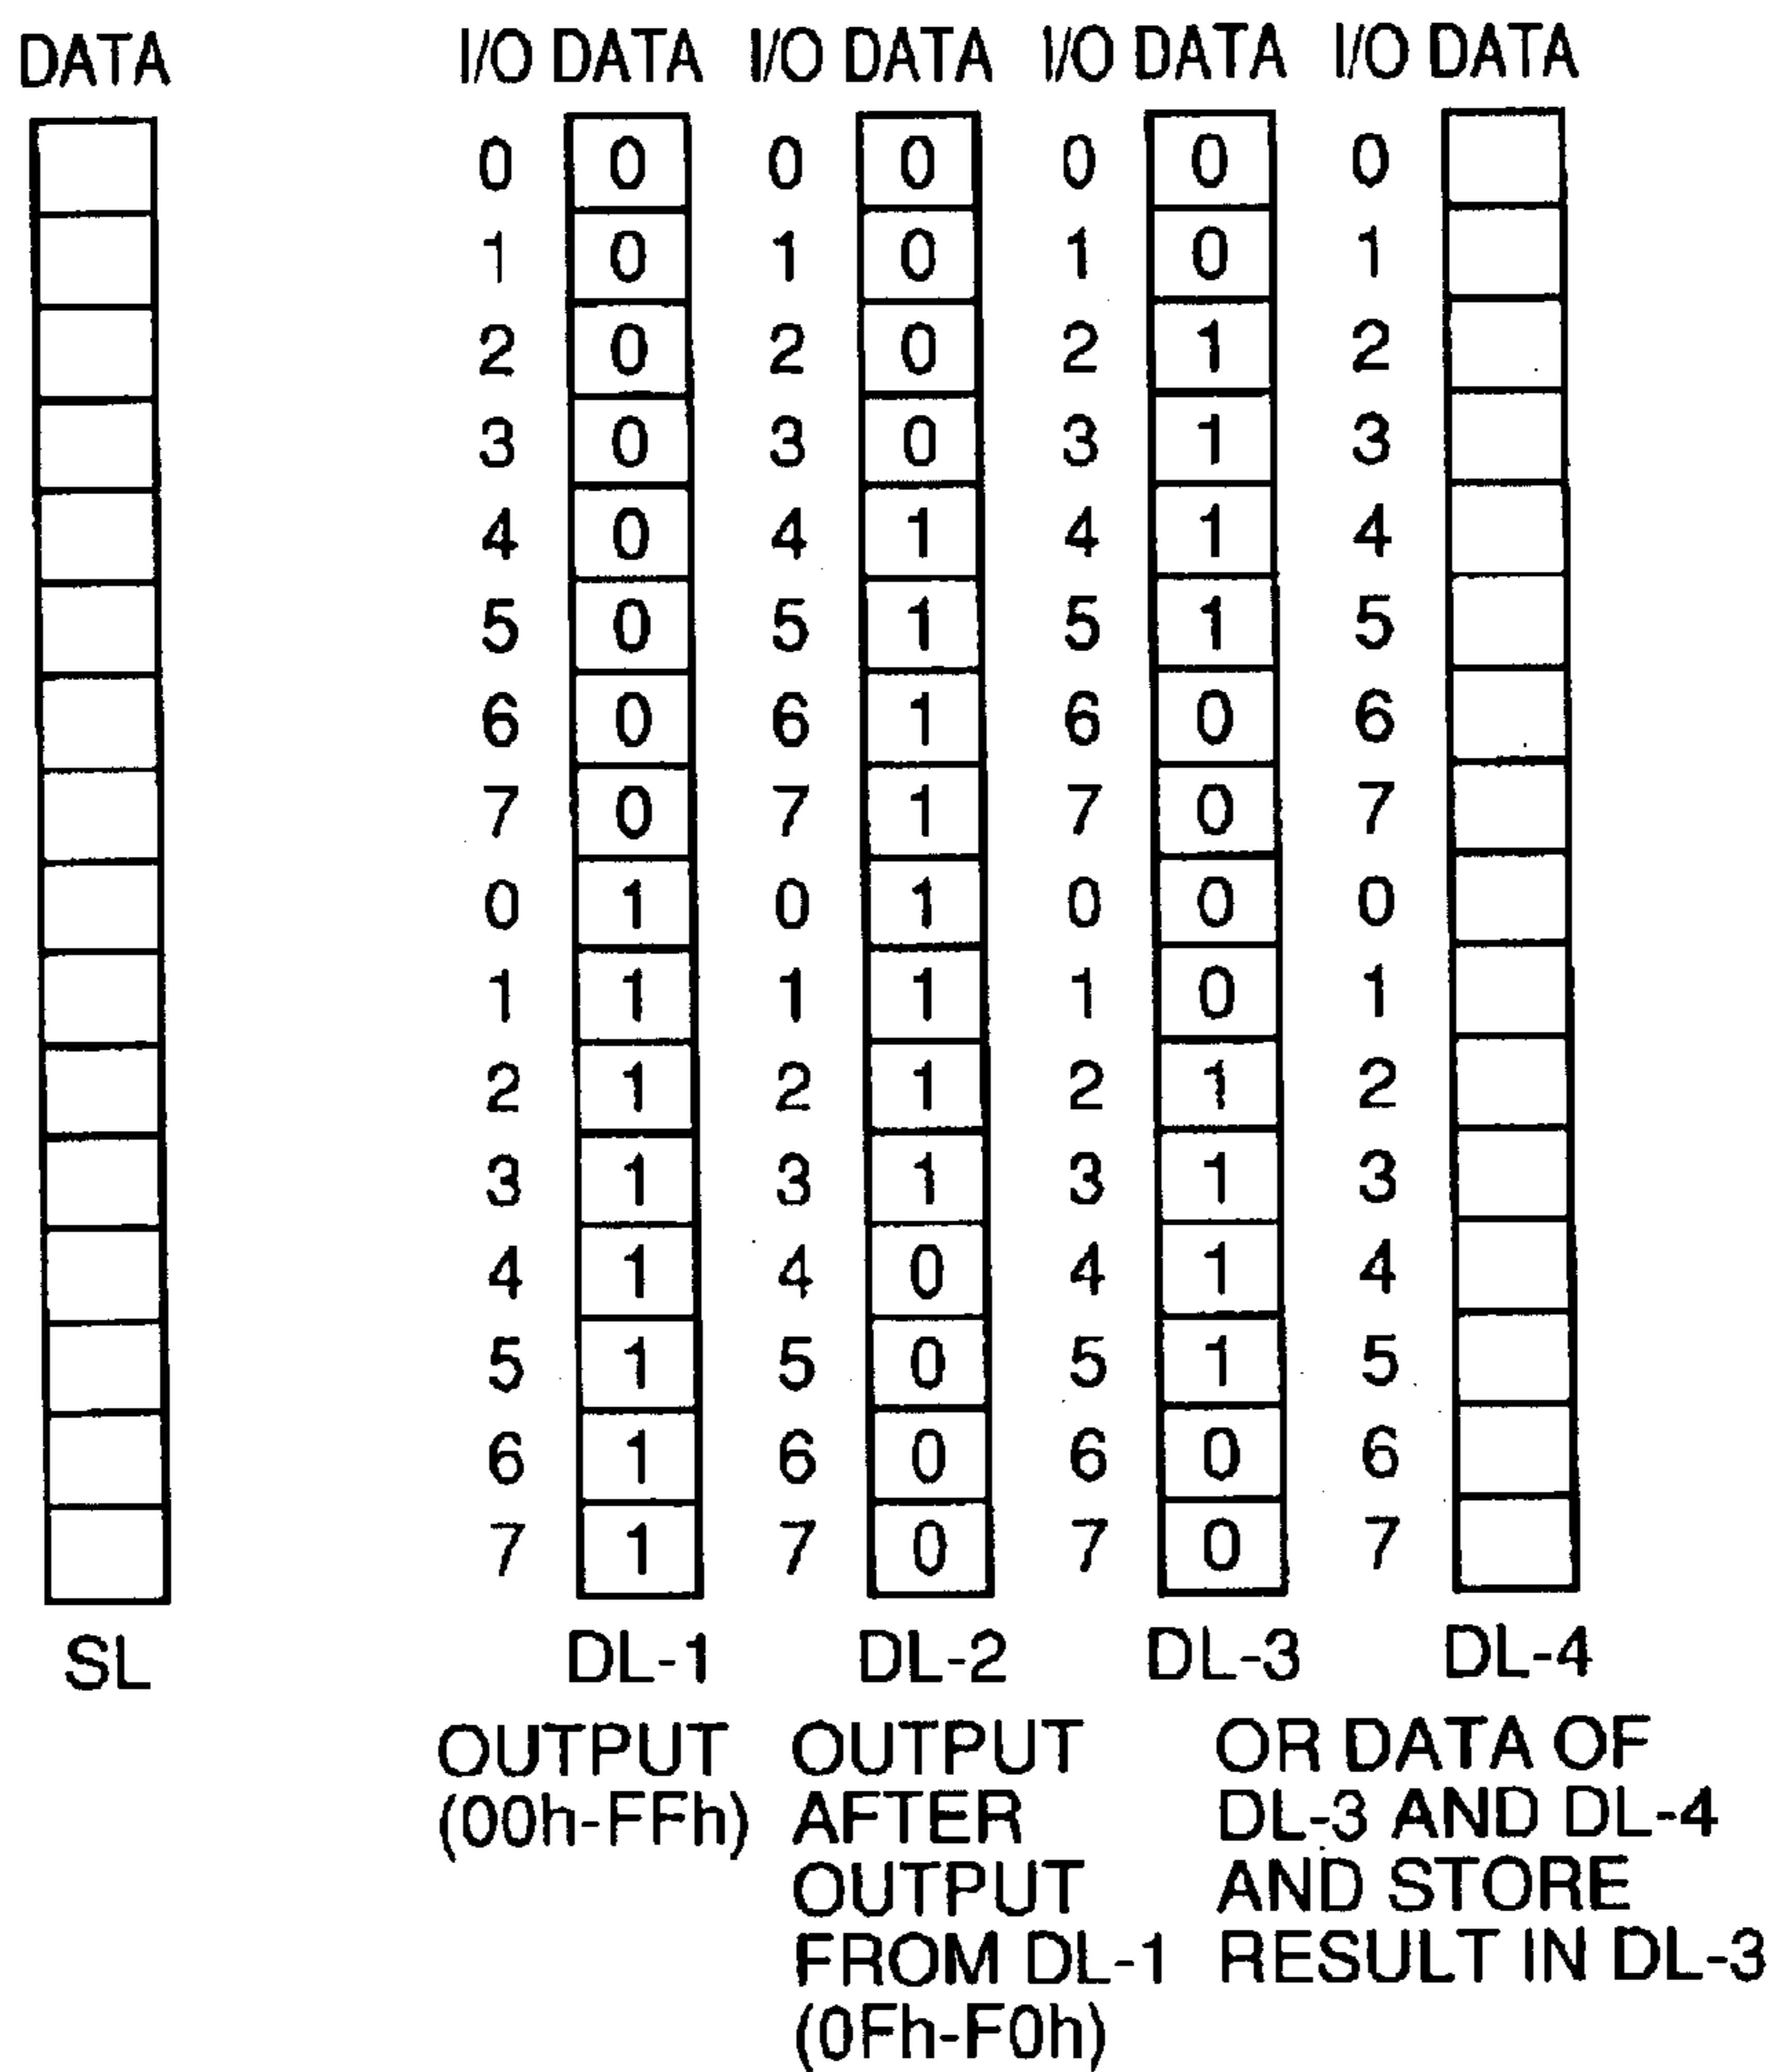 DATA I/O DATA I/O DATA I/O DATA I/O DATA
0 0 0 0 0 0 0
1 0 1 0 1 0 1
2 0 2 0 2 1 2
3 0 3 0 3 1 3
4 0 4 1 4 1 4
5 0 5 1 5 1 5
6 0 6 1 6 0 6
7 0 7 1 7 0 7
0 1 0 1 0 0 0
1 1 1 1 1 0 1
2 1 2 1 2 1 2
3 1 3 1 3 1 3
4 1 4 0 4 1 4
5 1 5 0 5 1 5
6 1 6 0 6 0 6
7 1 7 0 7 0 7
SL DL-1 DL-2 DL-3 DL-4
OUTPUT
(00h-FFh)
OUTPUT
AFTER
OUTPUT
FROM DL-1
(0Fh-F0h)
OR DATA OF
DL-3 AND DL-4
AND STORE
RESULT IN DL-3